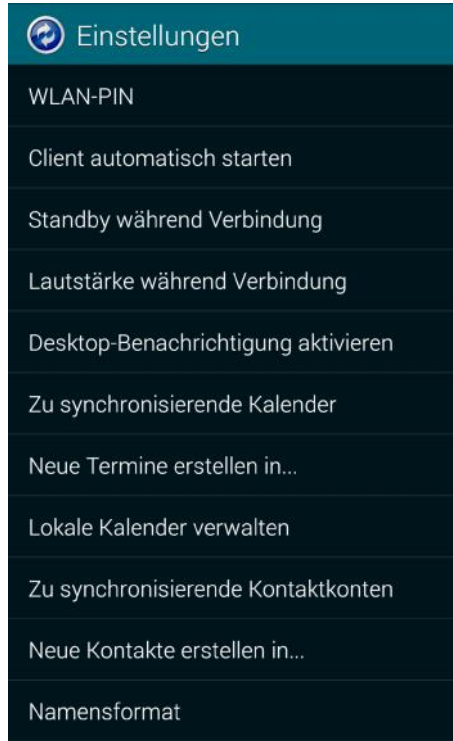 Einstellungen
WLAN-PIN
Client automatisch starten
Standby während Verbindung
Lautstärke während Verbindung
Desktop-Benachrichtigung aktivieren
Zu synchronisierende Kalender
Neue Termine erstellen in...
Lokale Kalender verwalten
Zu synchronisierende Kontaktkonten
Neue Kontakte erstellen in...
Namensformat